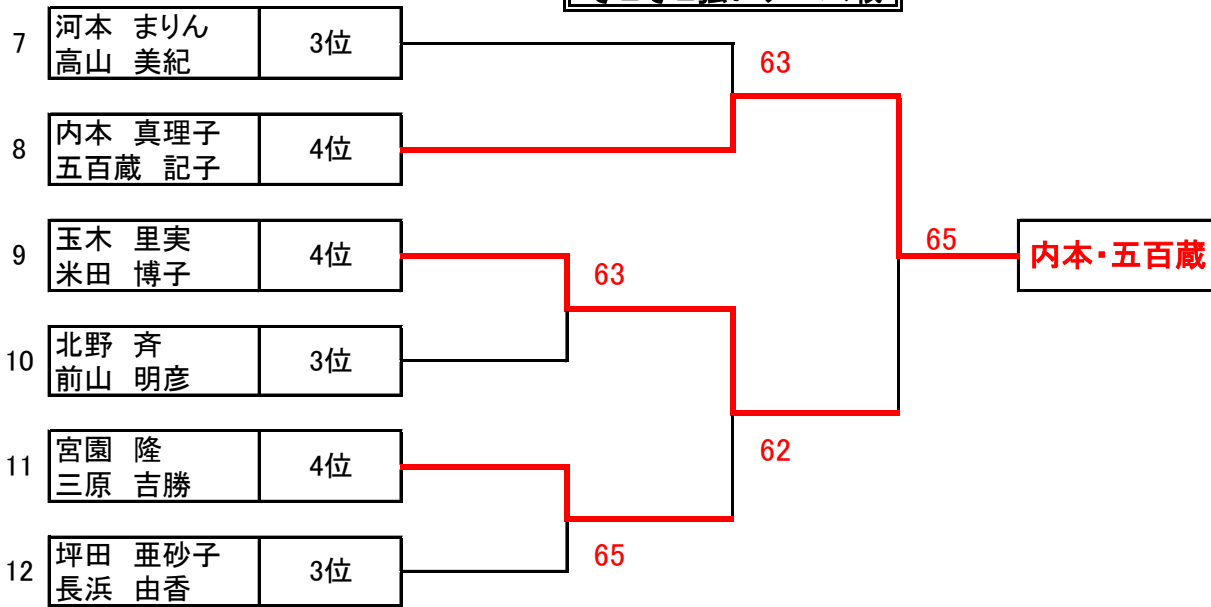 7 河本 まりん 3位
高山 美紀
63
8 内本 真理子 4位
五百蔵 記子
9 玉木 里実 4位
米田 博子
63
65
内本・五百蔵
10 北野 斉 3位
前山 明彦
11 宮園 隆 4位
三原 吉勝
62
12 坪田 亜砂子 3位
長浜 由香
65